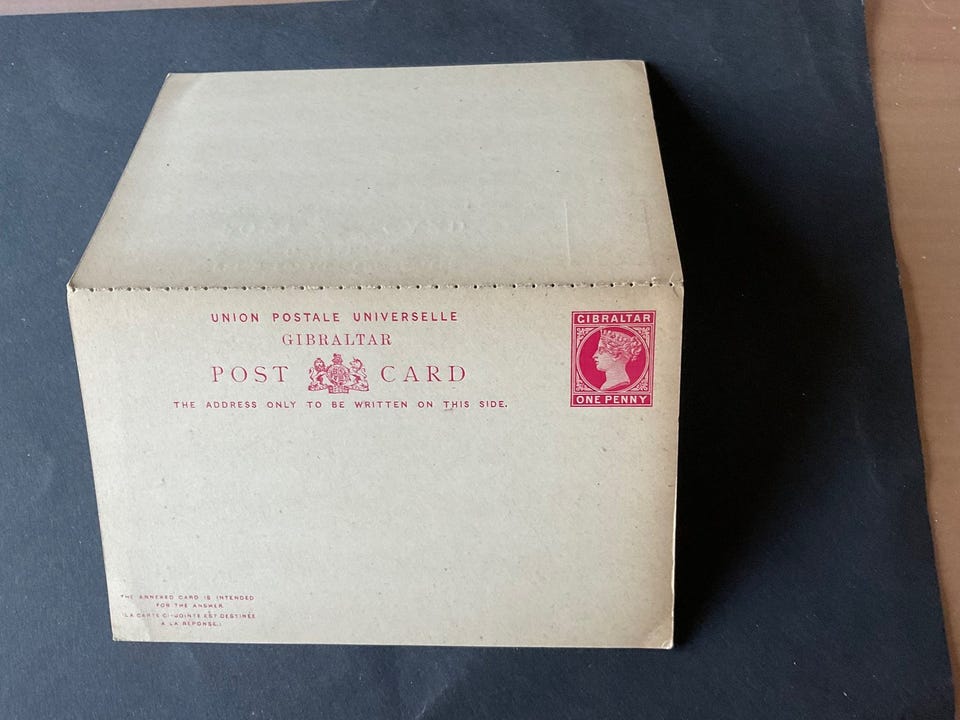 UNION POSTALE UNIVERSELLE
GIBRALTAR
POST CARD
THE ADDRESS ONLY TO BE WRITTEN ON THIS SIDE.
GIBRALTAR
ONE PENNY
THE ANNEXED CARD IS INTENDED
FOR THE ANSWER.
(LA CARTE CI-JOINTE EST DESTINÉE
A LA RÉPONSE.)